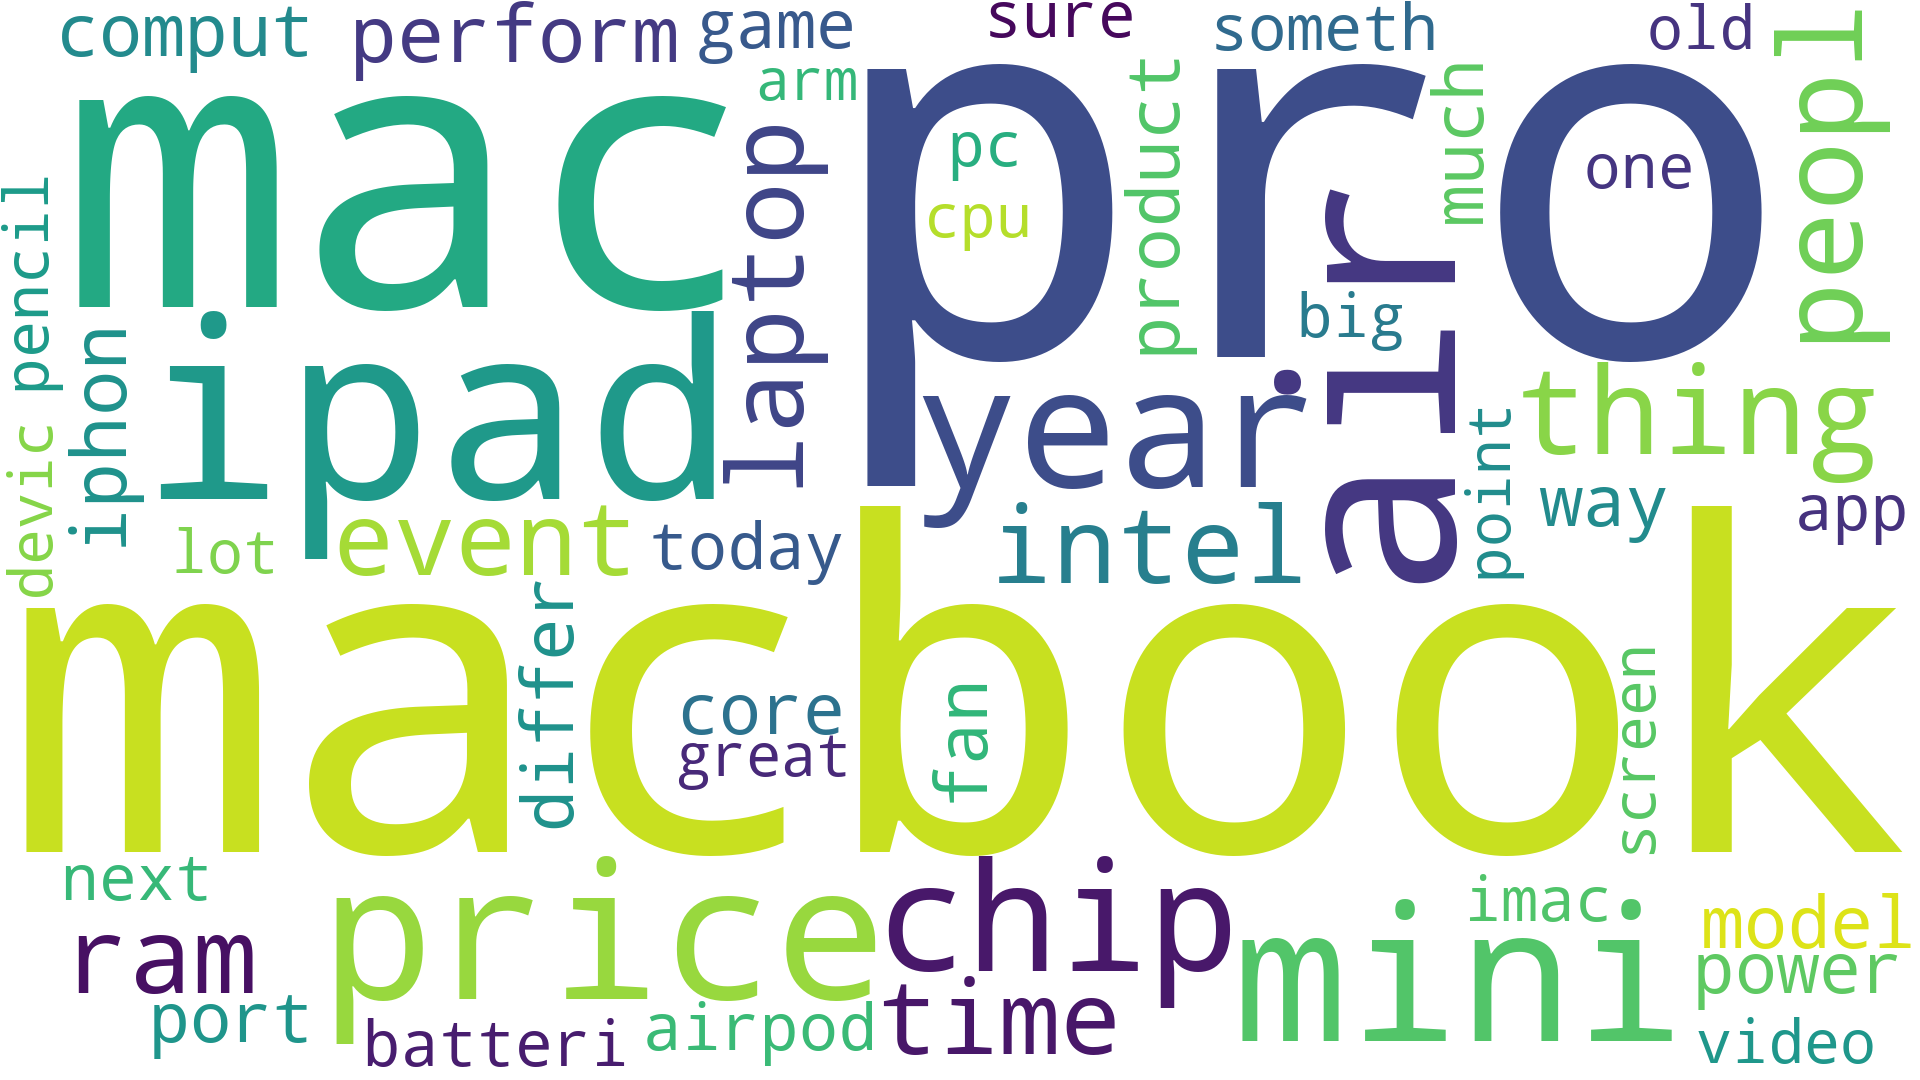 comput
perform
game
sure
someth
old
peopl
arm
mac
pro
laptop
pc
cpu
product
much
one
air
big
pencil
iphon
ipad
year
thing
devic
point
way
app
lot
event
today
intel
macbook
differ
core
great
fan
screen
next
price
chip
mini
imac
model
ram
power
port
batteri
airpod
time
video